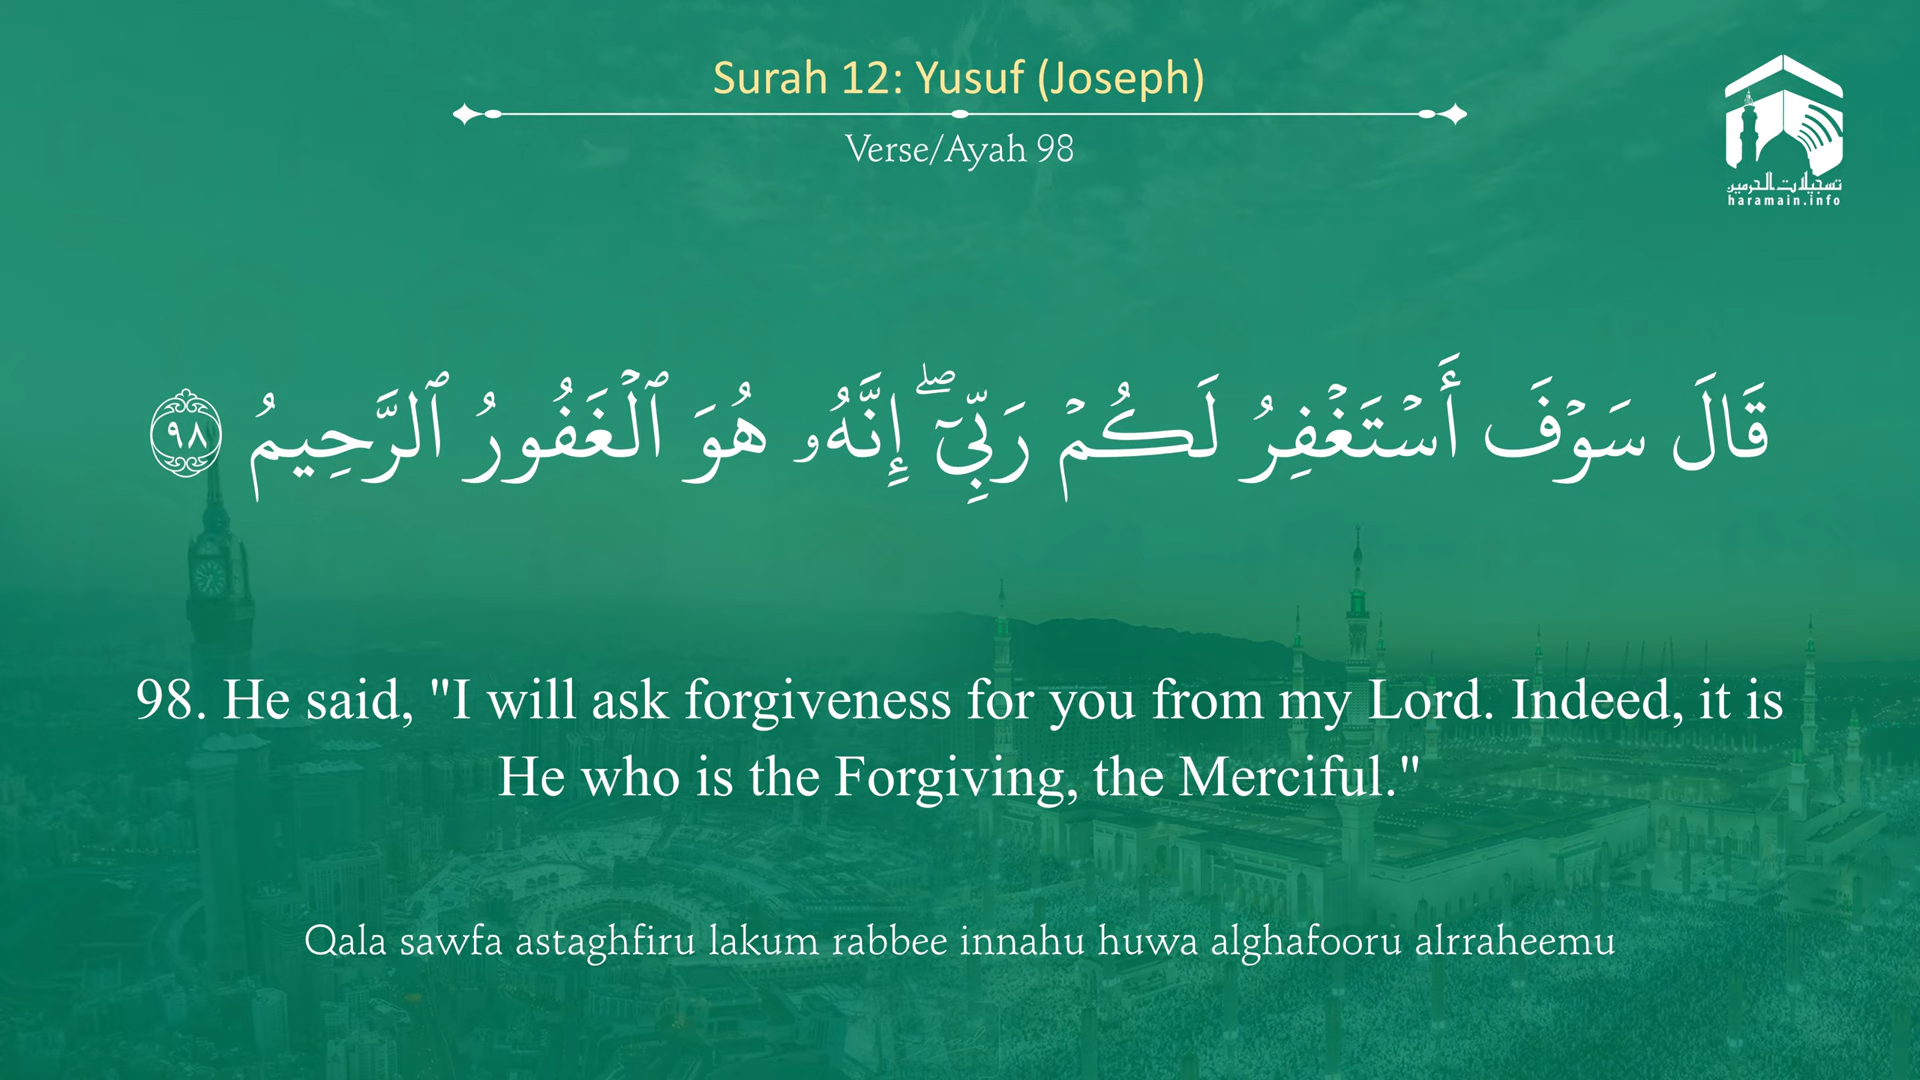 Surah 12: Yusuf (Joseph)
Verse/Ayah 98
تسجيلات الحرمين
haramain.info
قَالَ سَوۡفَ أَسۡتَغۡفِرُ لَكُمۡ رَبِّيٓۖ إِنَّهُۥ هُوَ ٱلۡغَفُورُ ٱلرَّحِيمُ ٩٨
98. He said, "I will ask forgiveness for you from my Lord. Indeed, it is
He who is the Forgiving, the Merciful."
Qala sawfa astaghfiru lakum rabbee innahu huwa alghafooru alrraheemu